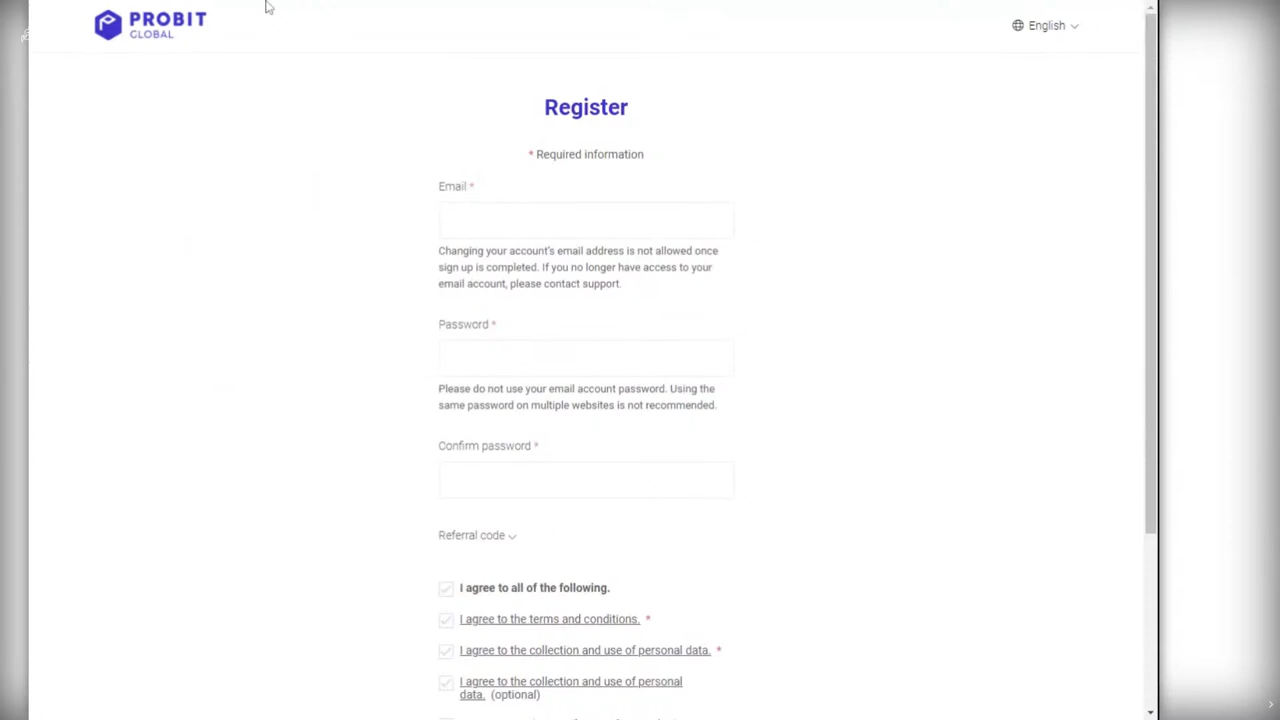 PROBIT
GLOBAL
English
Register
* Required information
Email *
Changing your account's email address is not allowed once
sign up is completed. If you no longer have access to your
email account, please contact support.
Password *
Please do not use your email account password. Using the
same password on multiple websites is not recommended.
Confirm password *
Referral code
I agree to all of the following.
I agree to the terms and conditions. *
I agree to the collection and use of personal data. *
I agree to the collection and use of personal
data. (optional)